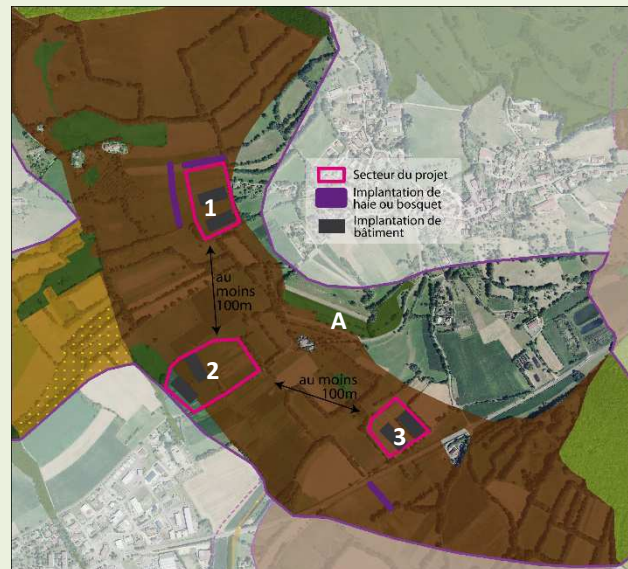 Secteur du projet
Implantation de
haie ou bosquet
Implantation de
bâtiment
1
au
moins
100m
A
2
au moins
100m
3